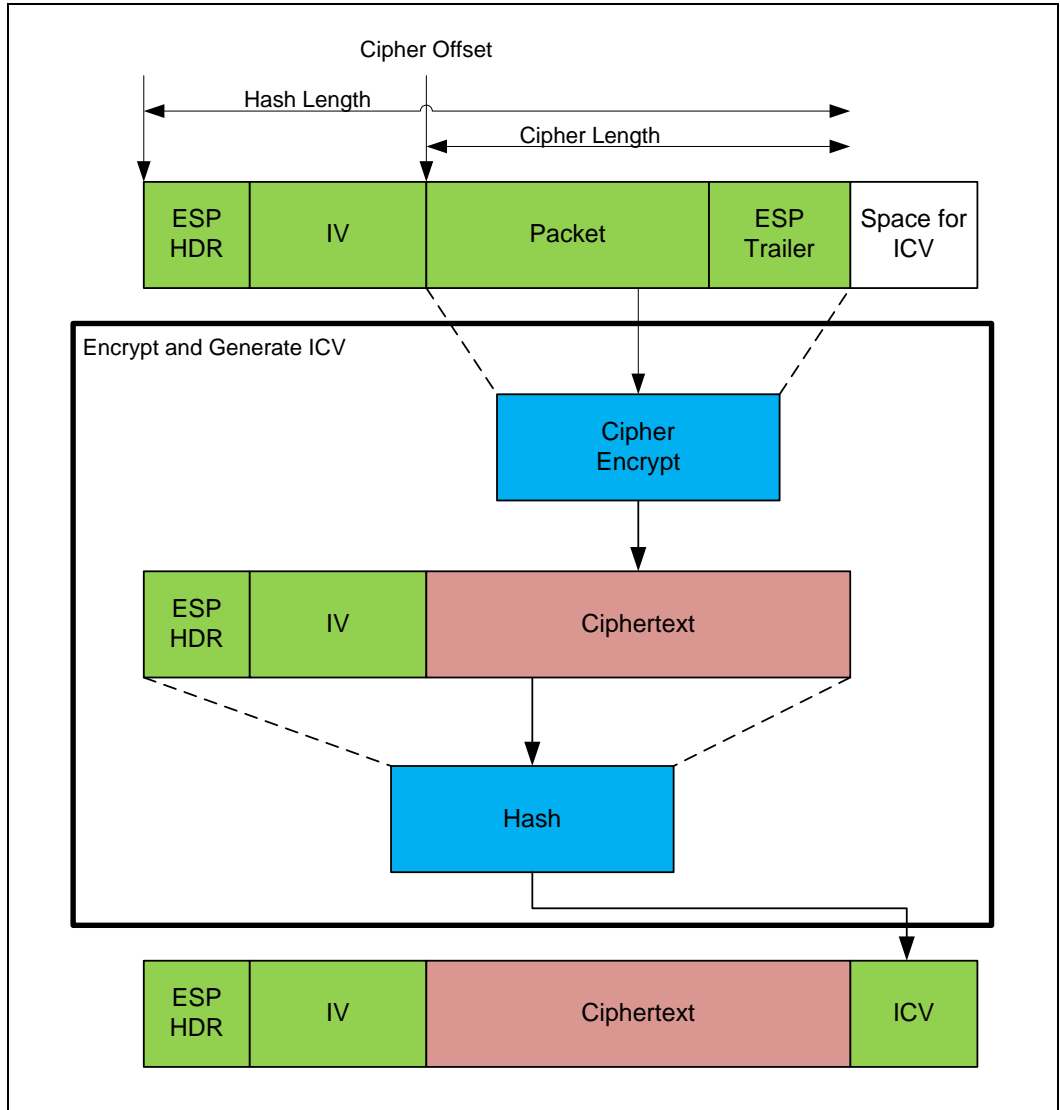 Cipher Offset
Hash Length
Cipher Length
ESP
HDR
IV
Packet
ESP
Trailer
Space for
ICV
Encrypt and Generate ICV
Cipher
Encrypt
ESP
HDR
IV
Ciphertext
Hash
ESP
HDR
IV
Ciphertext
ICV